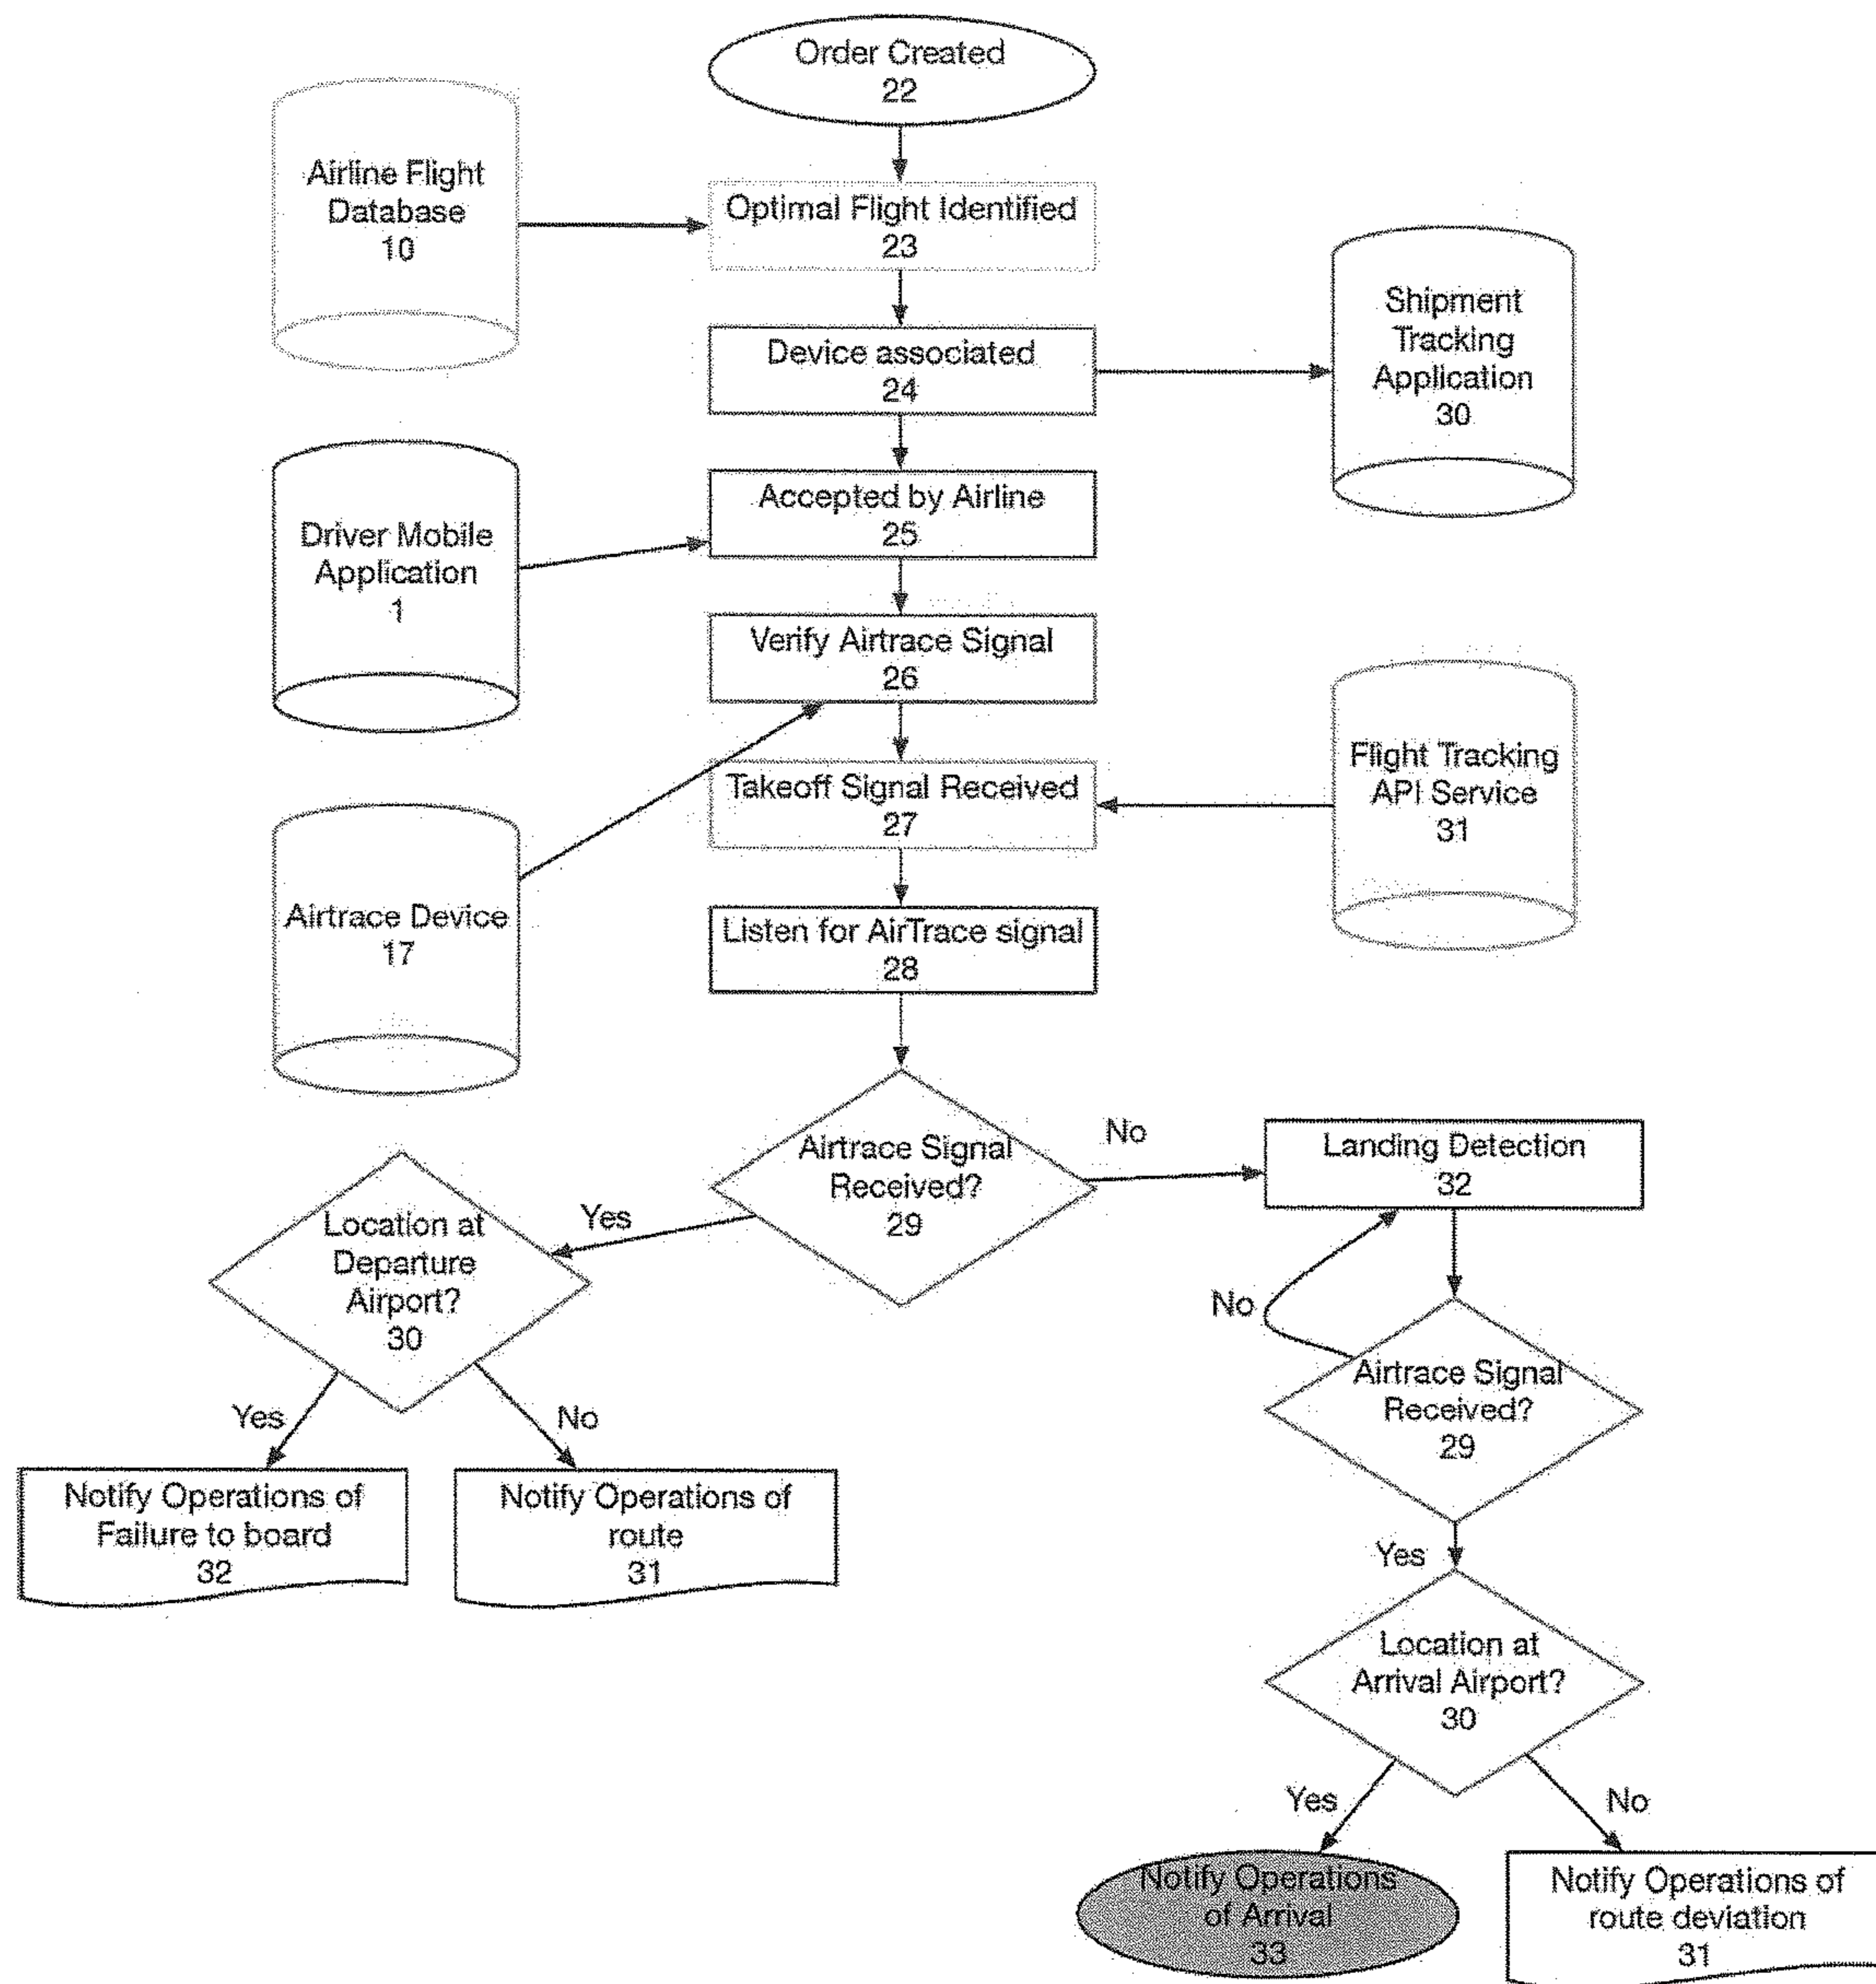 Order Created
22
Airline Flight
Database
10
Optimal Flight Identified
23
Device associated
24
Shipment
Tracking
Application
30
Accepted by Airline
25
Driver Mobile
Application
1
Verify Airtrace Signal
26
Takeoff Signal Received
27
Flight Tracking
API Service
31
Airtrace Device
17
Listen for AirTrace signal
28
Airtrace Signal
Received?
29
No
Landing Detection
32
Yes
Location at
Departure
Airport?
30
No
Airtrace Signal
Received?
29
Yes
No
Notify Operations of
Failure to board
32
Notify Operations of
route
31
Yes
Location at
Arrival Airport?
30
Yes
No
Notify Operations
of Arrival
33
Notify Operations of
route deviation
31